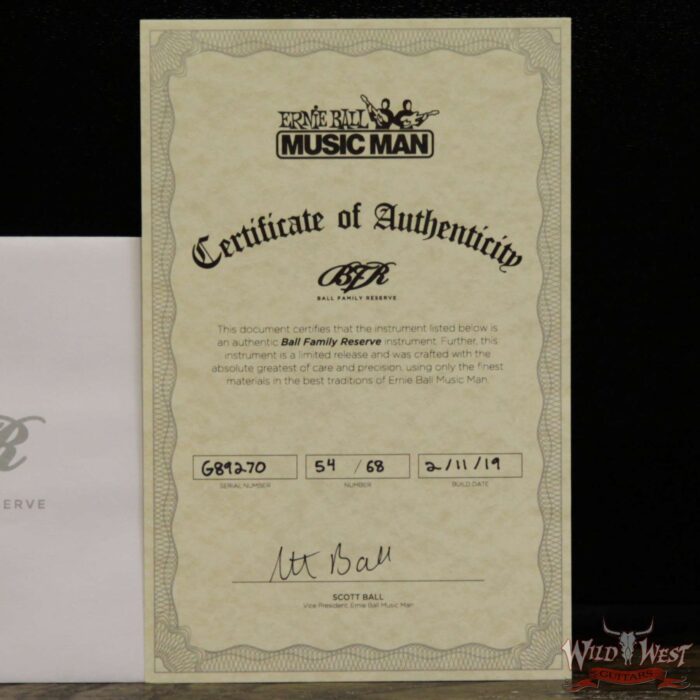 ERNIE BALL
MUSIC MAN
Certificate of Authenticity
BFR
BALL FAMILY RESERVE
This document certifies that the instrument listed below is
an authentic Ball Family Reserve instrument. Further, this
instrument is a limited release and was crafted with the
absolute greatest of care and precision, using only the finest
materials in the best traditions of Ernie Ball Music Man.
G89270 54 / 68 2/11/19
SERIAL NUMBER NUMBER BUILD DATE
Ball
SCOTT BALL
Vice President, Ernie Ball Music Man
R
ERVE
WILD WEST
GUITARS